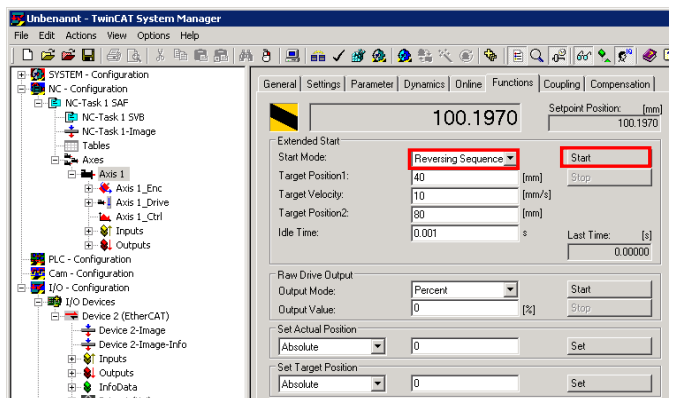 Unbenannt - TwinCAT System Manager
File Edit Actions View Options Help
SYSTEM - Configuration
NC - Configuration
NC-Task 1 SAF
NC-Task 1 SVB
NC-Task 1-Image
Tables
Axes
Axis 1
Axis 1_Enc
Axis 1_Drive
Axis 1_Ctrl
Inputs
Outputs
PLC - Configuration
Cam - Configuration
I/O - Configuration
I/O Devices
Device 2 (EtherCAT)
Device 2-Image
Device 2-Image-Info
Inputs
Outputs
InfoData
General Settings Parameter Dynamics Online Functions Coupling Compensation
100.1970
Setpoint Position: [mm]
100.1970
Extended Start
Start Mode: Reversing Sequence Start
Target Position1: 40 [mm] Stop
Target Velocity: 10 [mm/s]
Target Position2: 80 [mm]
Idle Time: 0.001 s Last Time: [s]
0.00000
Raw Drive Output
Output Mode: Percent Start
Output Value: 0 [%] Stop
Set Actual Position
Absolute 0 Set
Set Target Position
Absolute 0 Set